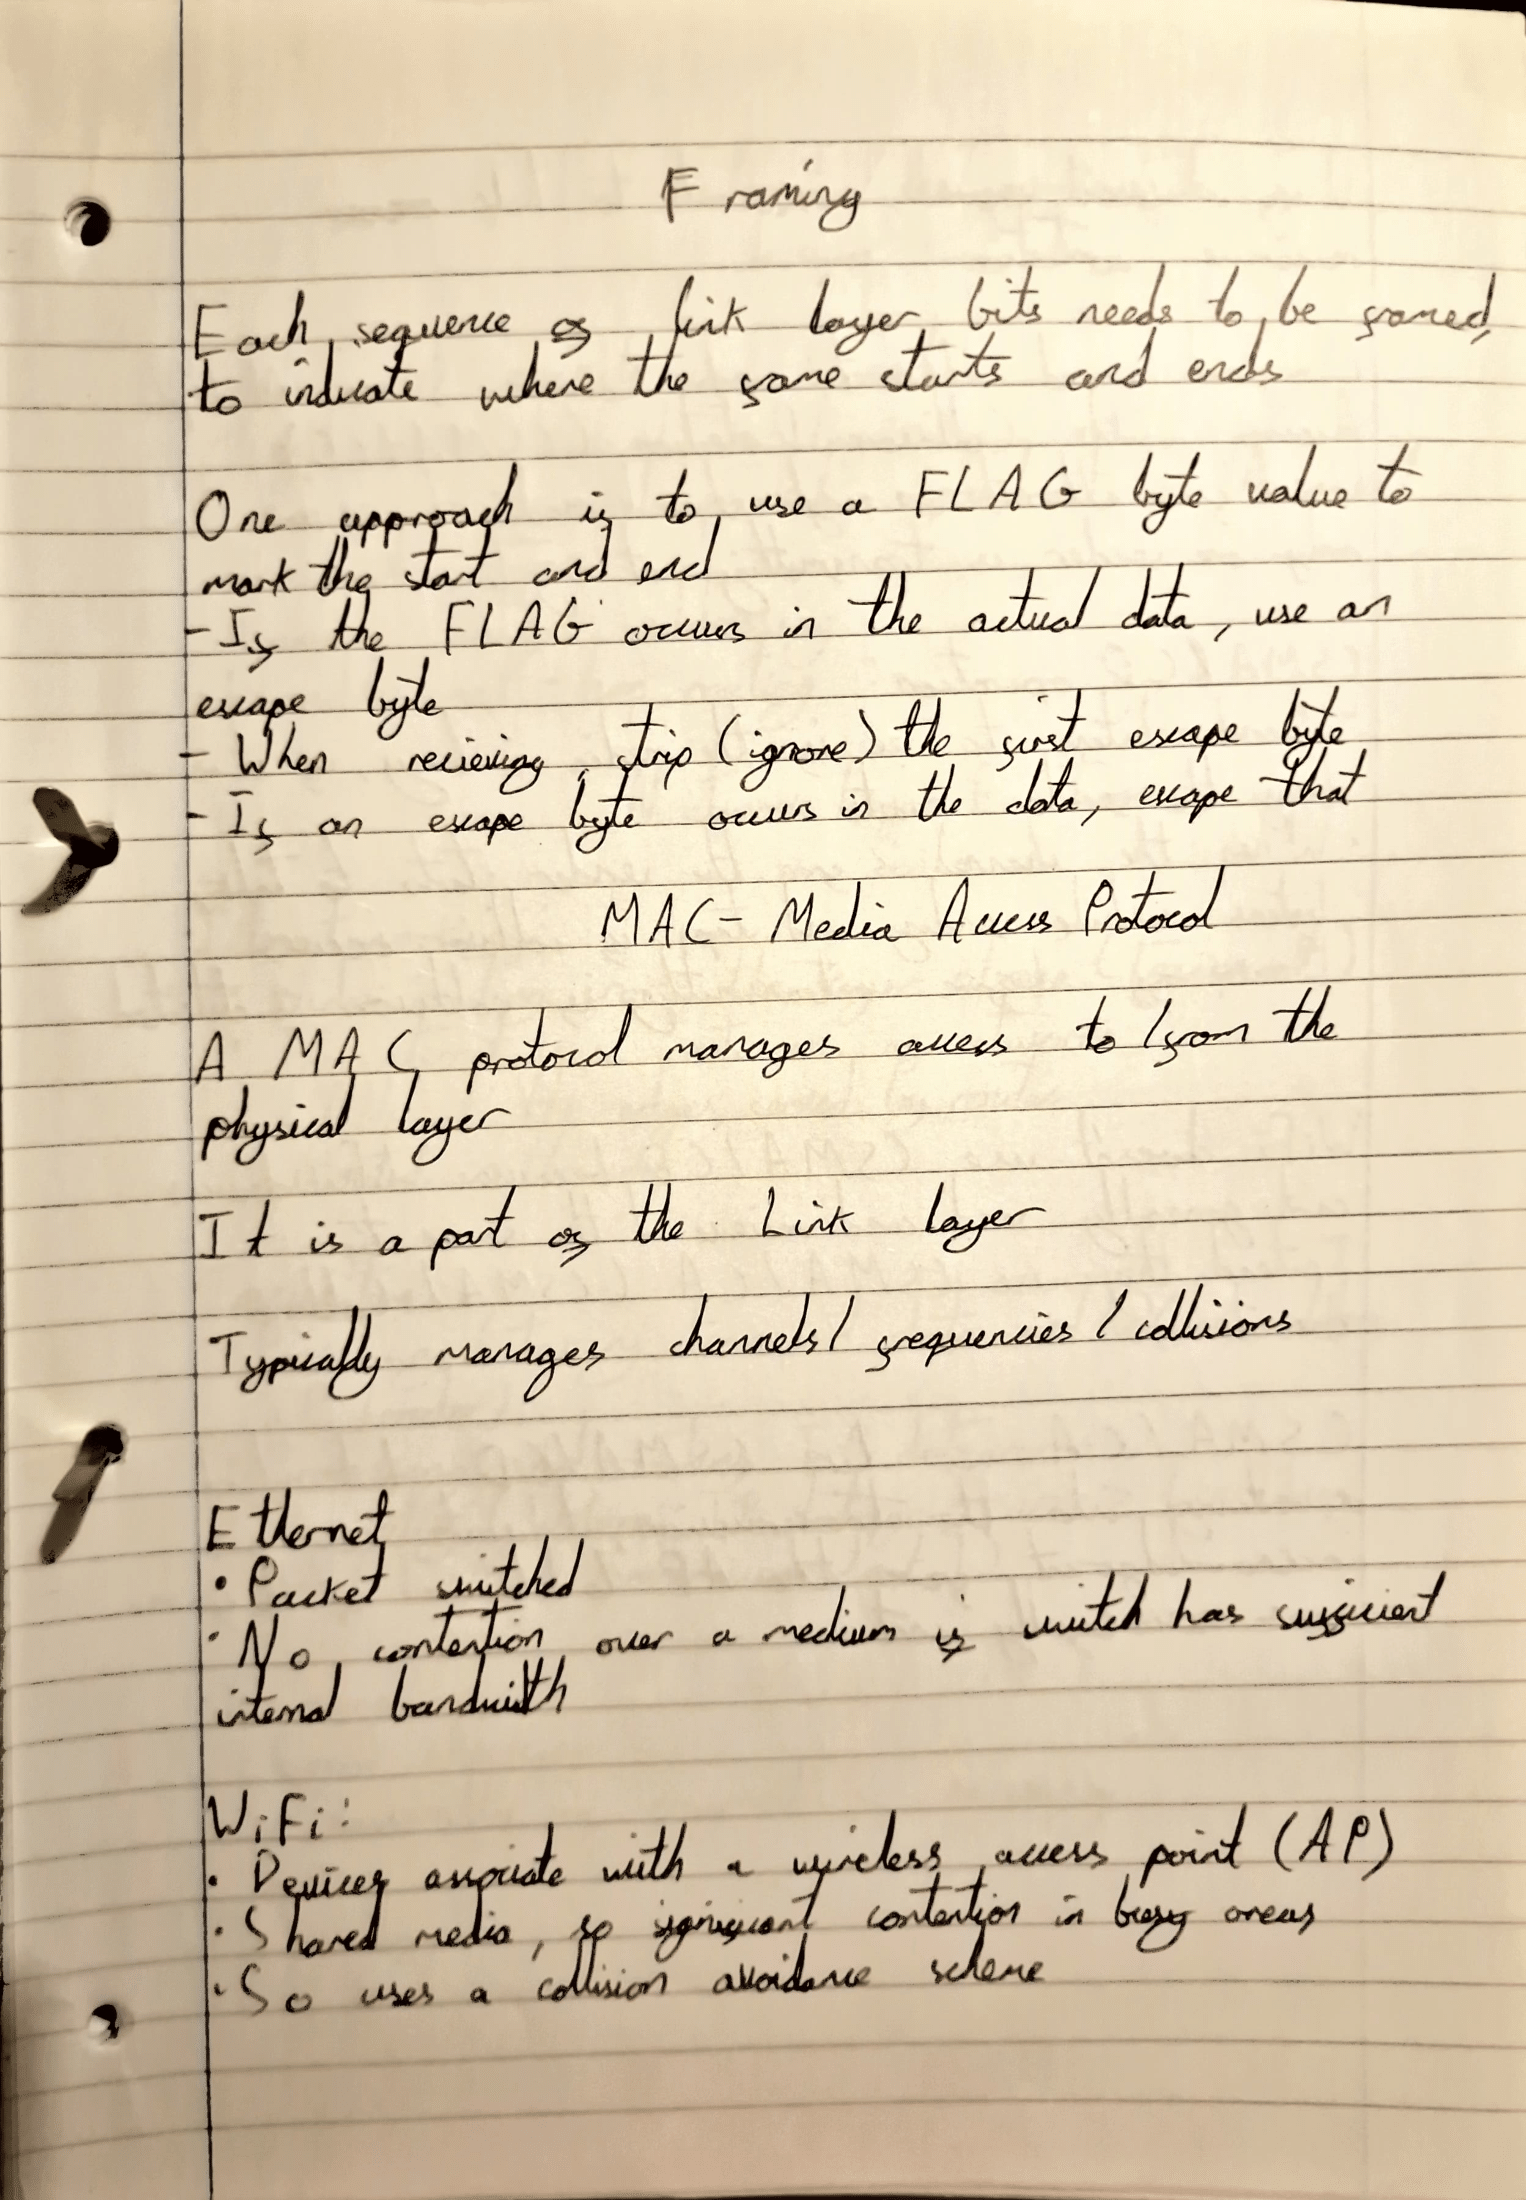 Framing
Each sequence of link layer bits needs to be framed,
to indicate where the frame starts and ends
One approach is to use a FLAG byte value to
mark the start and end
- If the FLAG occurs in the actual data, use an
escape byte
- When recieving, strip (ignore) the first escape byte
- If an escape byte occurs in the data, escape that
MAC - Media Access Protocol
A MAC protocol manages access to/from the
physical layer
It is a part of the Link layer
Typically manages channels/frequencies/collisions
Ethernet
• Packet switched
• No contention over a medium if switch has sufficient
internal bandwidth
WiFi:
• Devices associate with a wireless access point (AP)
• Shared media, so significant contention in busy areas
• So uses a collision avoidance scheme